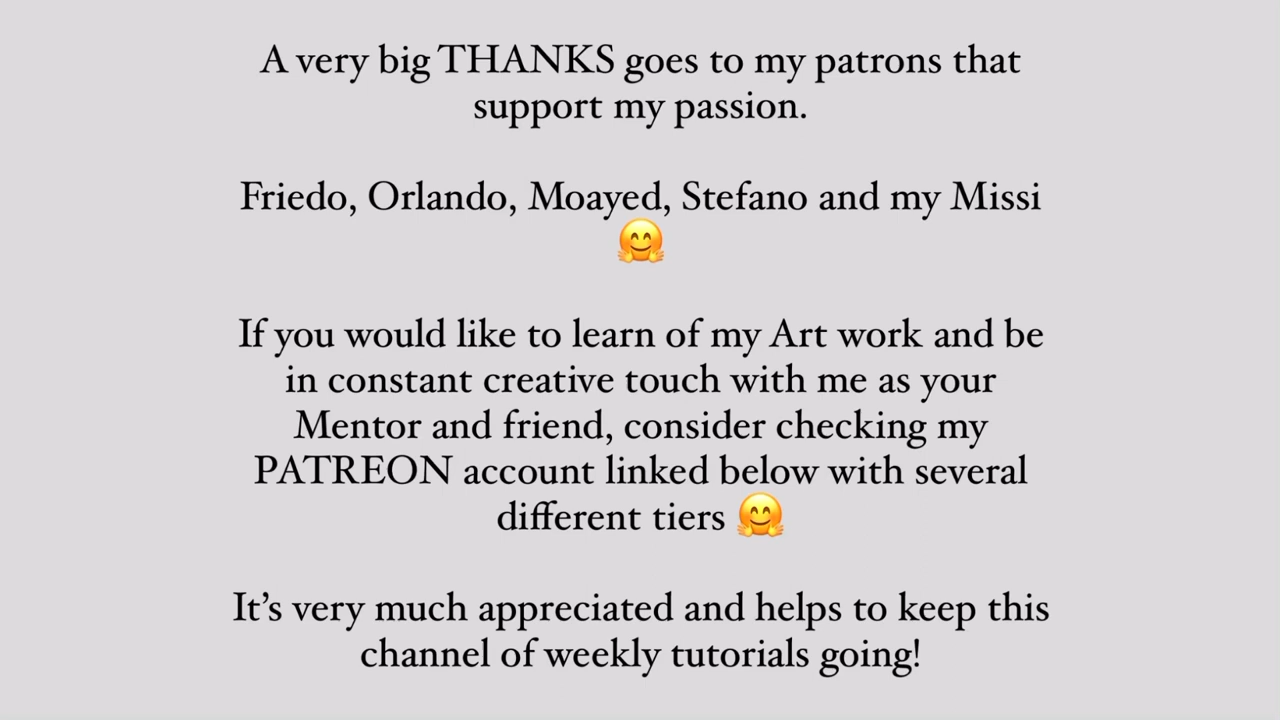 A very big THANKS goes to my patrons that
support my passion.
Friedo, Orlando, Moayed, Stefano and my Missi
🤗
If you would like to learn of my Art work and be
in constant creative touch with me as your
Mentor and friend, consider checking my
PATREON account linked below with several
different tiers 🤗
It’s very much appreciated and helps to keep this
channel of weekly tutorials going!